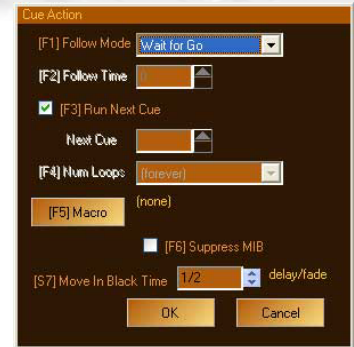 Cue Action
[F1] Follow Mode Wait for Go
[F2] Follow Time 0
[F3] Run Next Cue
Next Cue
[F4] Num Loops (forever)
[F5] Macro (none)
[F6] Suppress MIB
[S7] Move In Black Time 1/2 delay/fade
OK Cancel